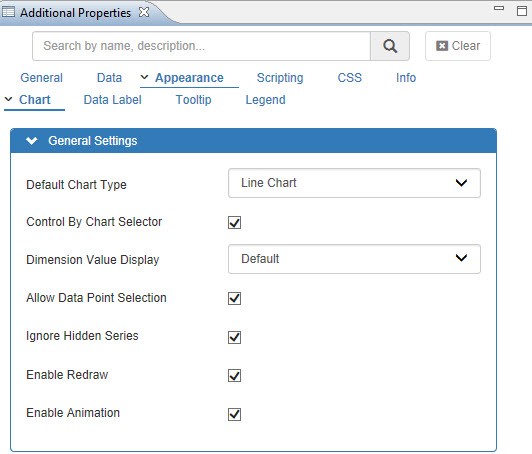 Additional Properties
Search by name, description...
Clear
General Data Appearance Scripting CSS Info
Chart Data Label Tooltip Legend
General Settings
Default Chart Type Line Chart
Control By Chart Selector
Dimension Value Display Default
Allow Data Point Selection
Ignore Hidden Series
Enable Redraw
Enable Animation